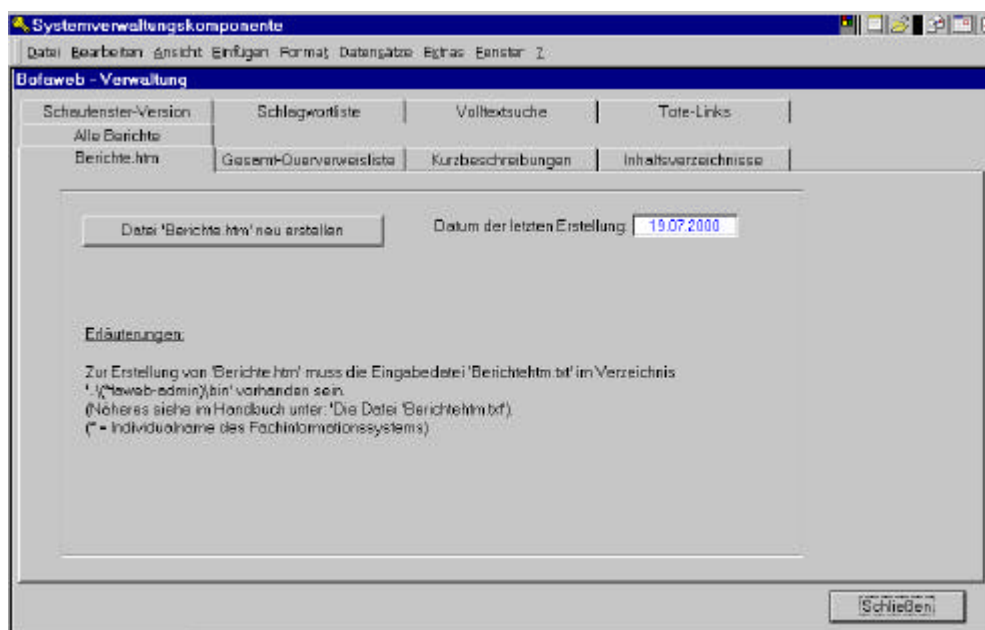 Systemverwaltungskomponente
Datei Bearbeiten Ansicht Einfügen Format Datensätze Extras Fenster ?
Bofaweb - Verwaltung
Schaufenster-Version Schlagwortliste Volltextsuche Tote-Links
Alle Berichte
Berichte.htm Gesamt-Querverweisliste Kurzbeschreibungen Inhaltsverzeichnisse
Datei 'Berichte.htm' neu erstellen Datum der letzten Erstellung: 19.07.2000
Erläuterungen:
Zur Erstellung von 'Berichte.htm' muss die Eingabedatei 'Berichtehtm.txt' im Verzeichnis
'..\(*faweb-admin)\bin' vorhanden sein.
(Näheres siehe im Handbuch unter: 'Die Datei 'Berichtehtm.txt')
(* = Individualname des Fachinformationssystems)
Schließen